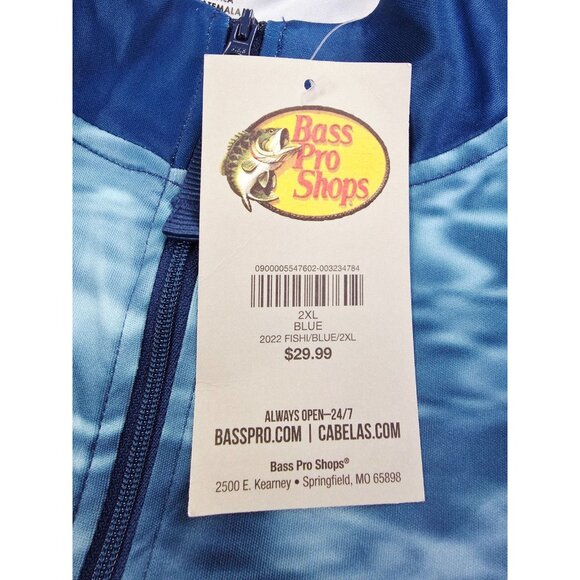 GUATEMALA
Bass
Pro
Shops
0900005547602-003234784
2XL
BLUE
2022 FISHI/BLUE/2XL
$29.99
ALWAYS OPEN—24/7
BASSPRO.COM | CABELAS.COM
Bass Pro Shops®
2500 E. Kearney • Springfield, MO 65898